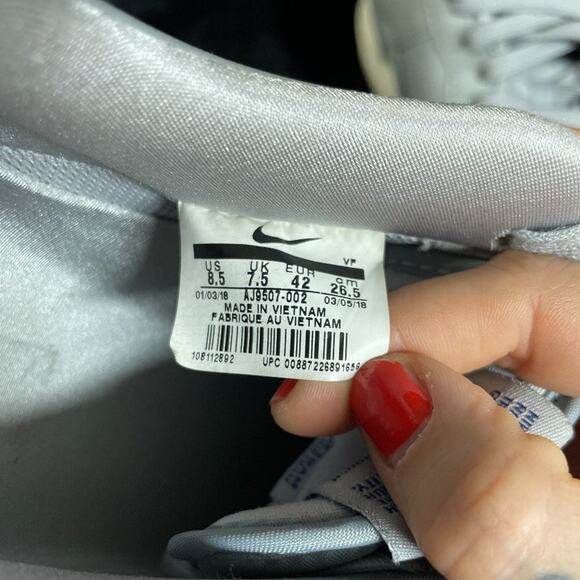 VP
US UK EUR cm
8.5 7.5 42 26.5
01/03/18 AJ9507-002 03/05/18
MADE IN VIETNAM
FABRIQUE AU VIETNAM
108112892 UPC 00887226891656